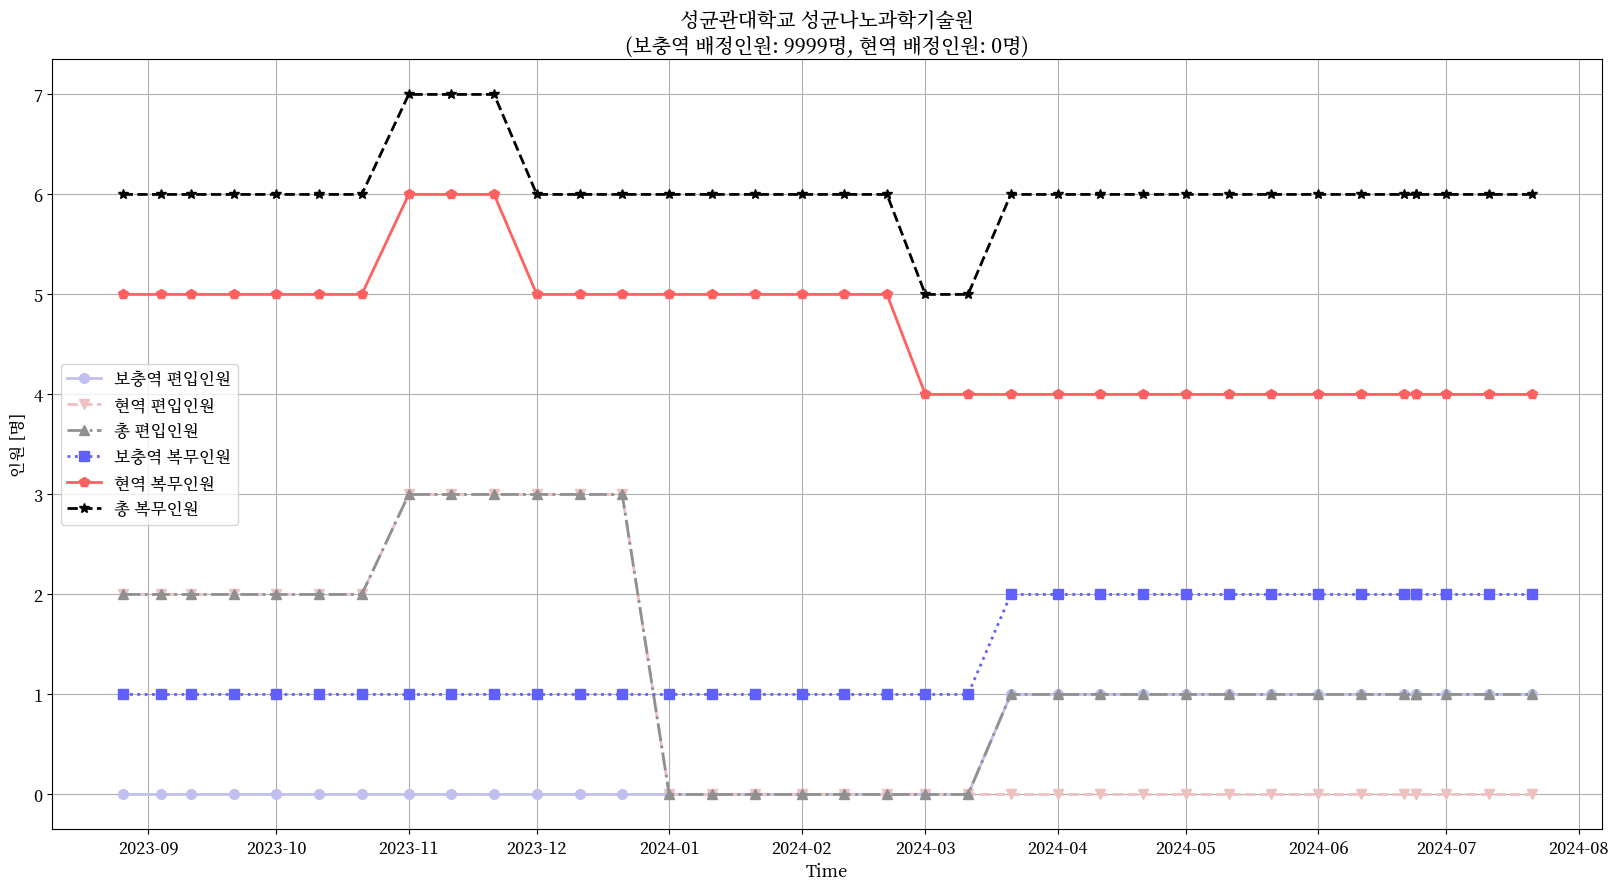 성균관대학교 성균나노과학기술원
(보충역 배정인원: 9999명, 현역 배정인원: 0명)
7
6
5
4
3
2
1
0
인원 [명]
보충역 편입인원
현역 편입인원
총 편입인원
보충역 복무인원
현역 복무인원
총 복무인원
2023-09
2023-10
2023-11
2023-12
2024-01
2024-02
2024-03
2024-04
2024-05
2024-06
2024-07
2024-08
Time